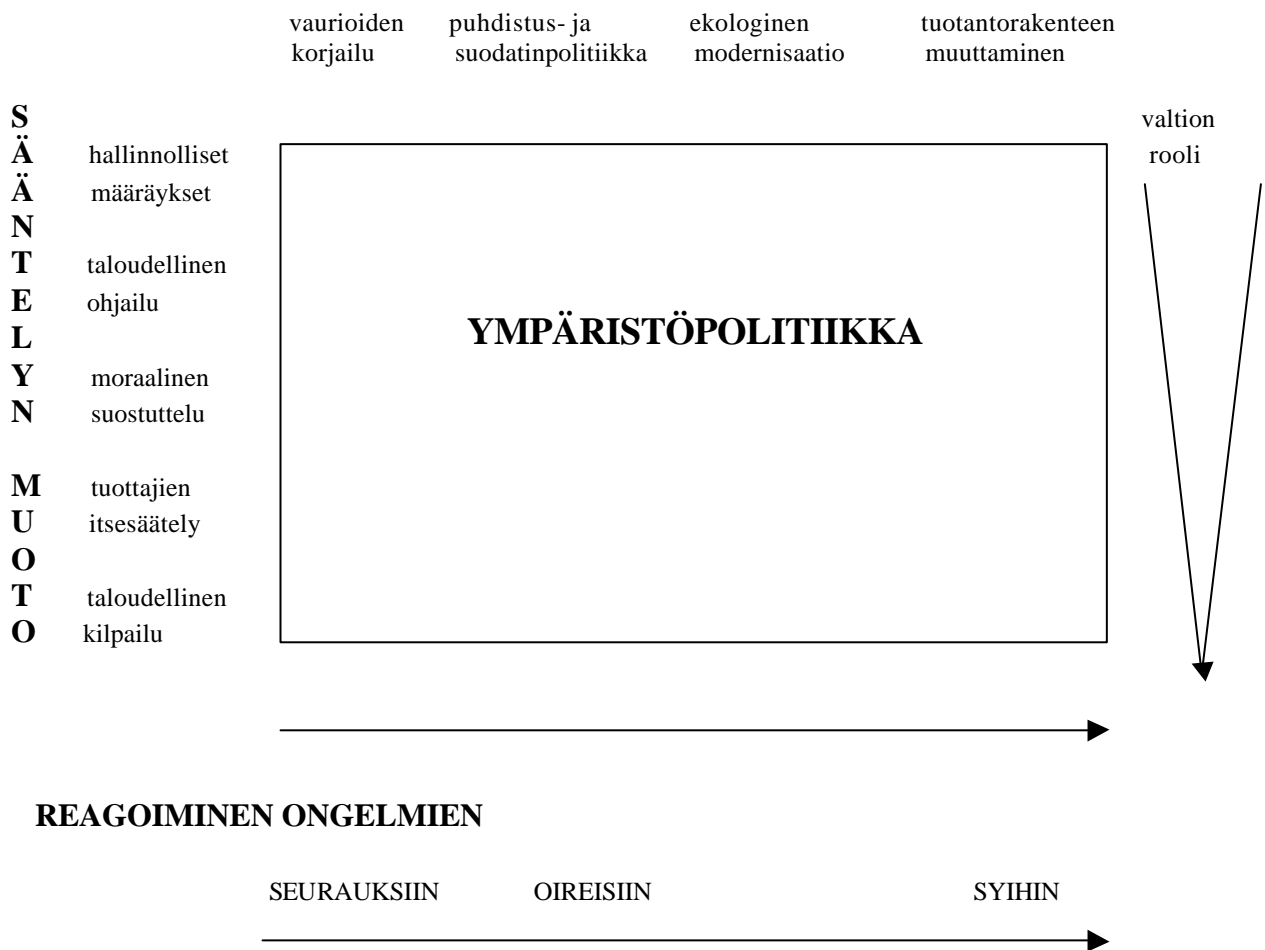 vaurioiden puhdistus- ja ekologinen tuotantorakenteen
korjailu suodatinpolitiikka modernisaatio muuttaminen
S valtion
Ä hallinnolliset rooli
Ä määräykset
N
T taloudellinen
E ohjailu
L YMPÄRISTÖPOLITIIKKA
Y moraalinen
N suostuttelu
M tuottajien
U itsesäätely
O
T taloudellinen
O kilpailu
REAGOIMINEN ONGELMIEN
SEURAUKSIIN OIREISIIN SYIHIN